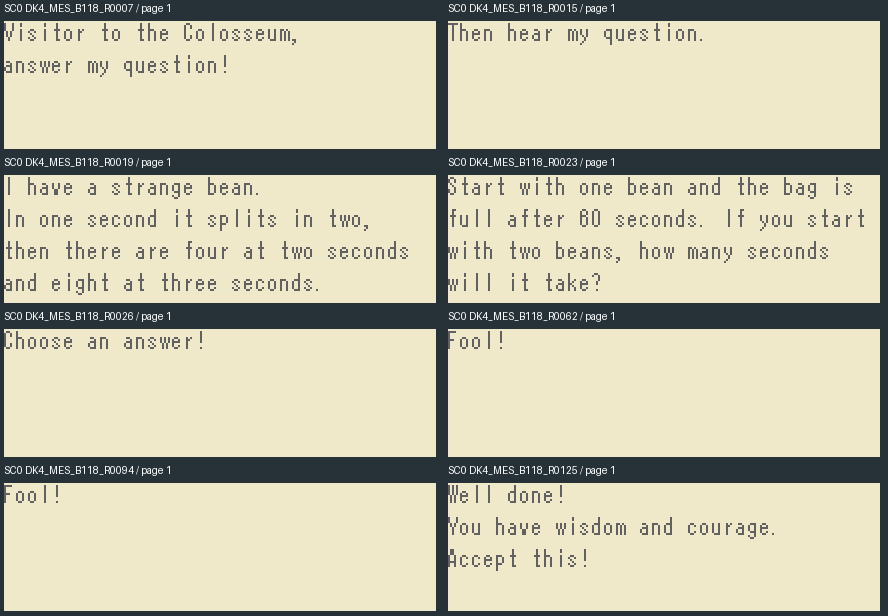 SC0 DK4_MES_B118_R0007 / page 1
Visitor to the Colosseum,
answer my question!
SC0 DK4_MES_B118_R0015 / page 1
Then hear my question.
SC0 DK4_MES_B118_R0019 / page 1
I have a strange bean.
In one second it splits in two,
then there are four at two seconds
and eight at three seconds.
SC0 DK4_MES_B118_R0023 / page 1
Start with one bean and the bag is
full after 60 seconds.  If you start
with two beans, how many seconds
will it take?
SC0 DK4_MES_B118_R0026 / page 1
Choose an answer!
SC0 DK4_MES_B118_R0062 / page 1
Fool!
SC0 DK4_MES_B118_R0094 / page 1
Fool!
SC0 DK4_MES_B118_R0125 / page 1
Well done!
You have wisdom and courage.
Accept this!